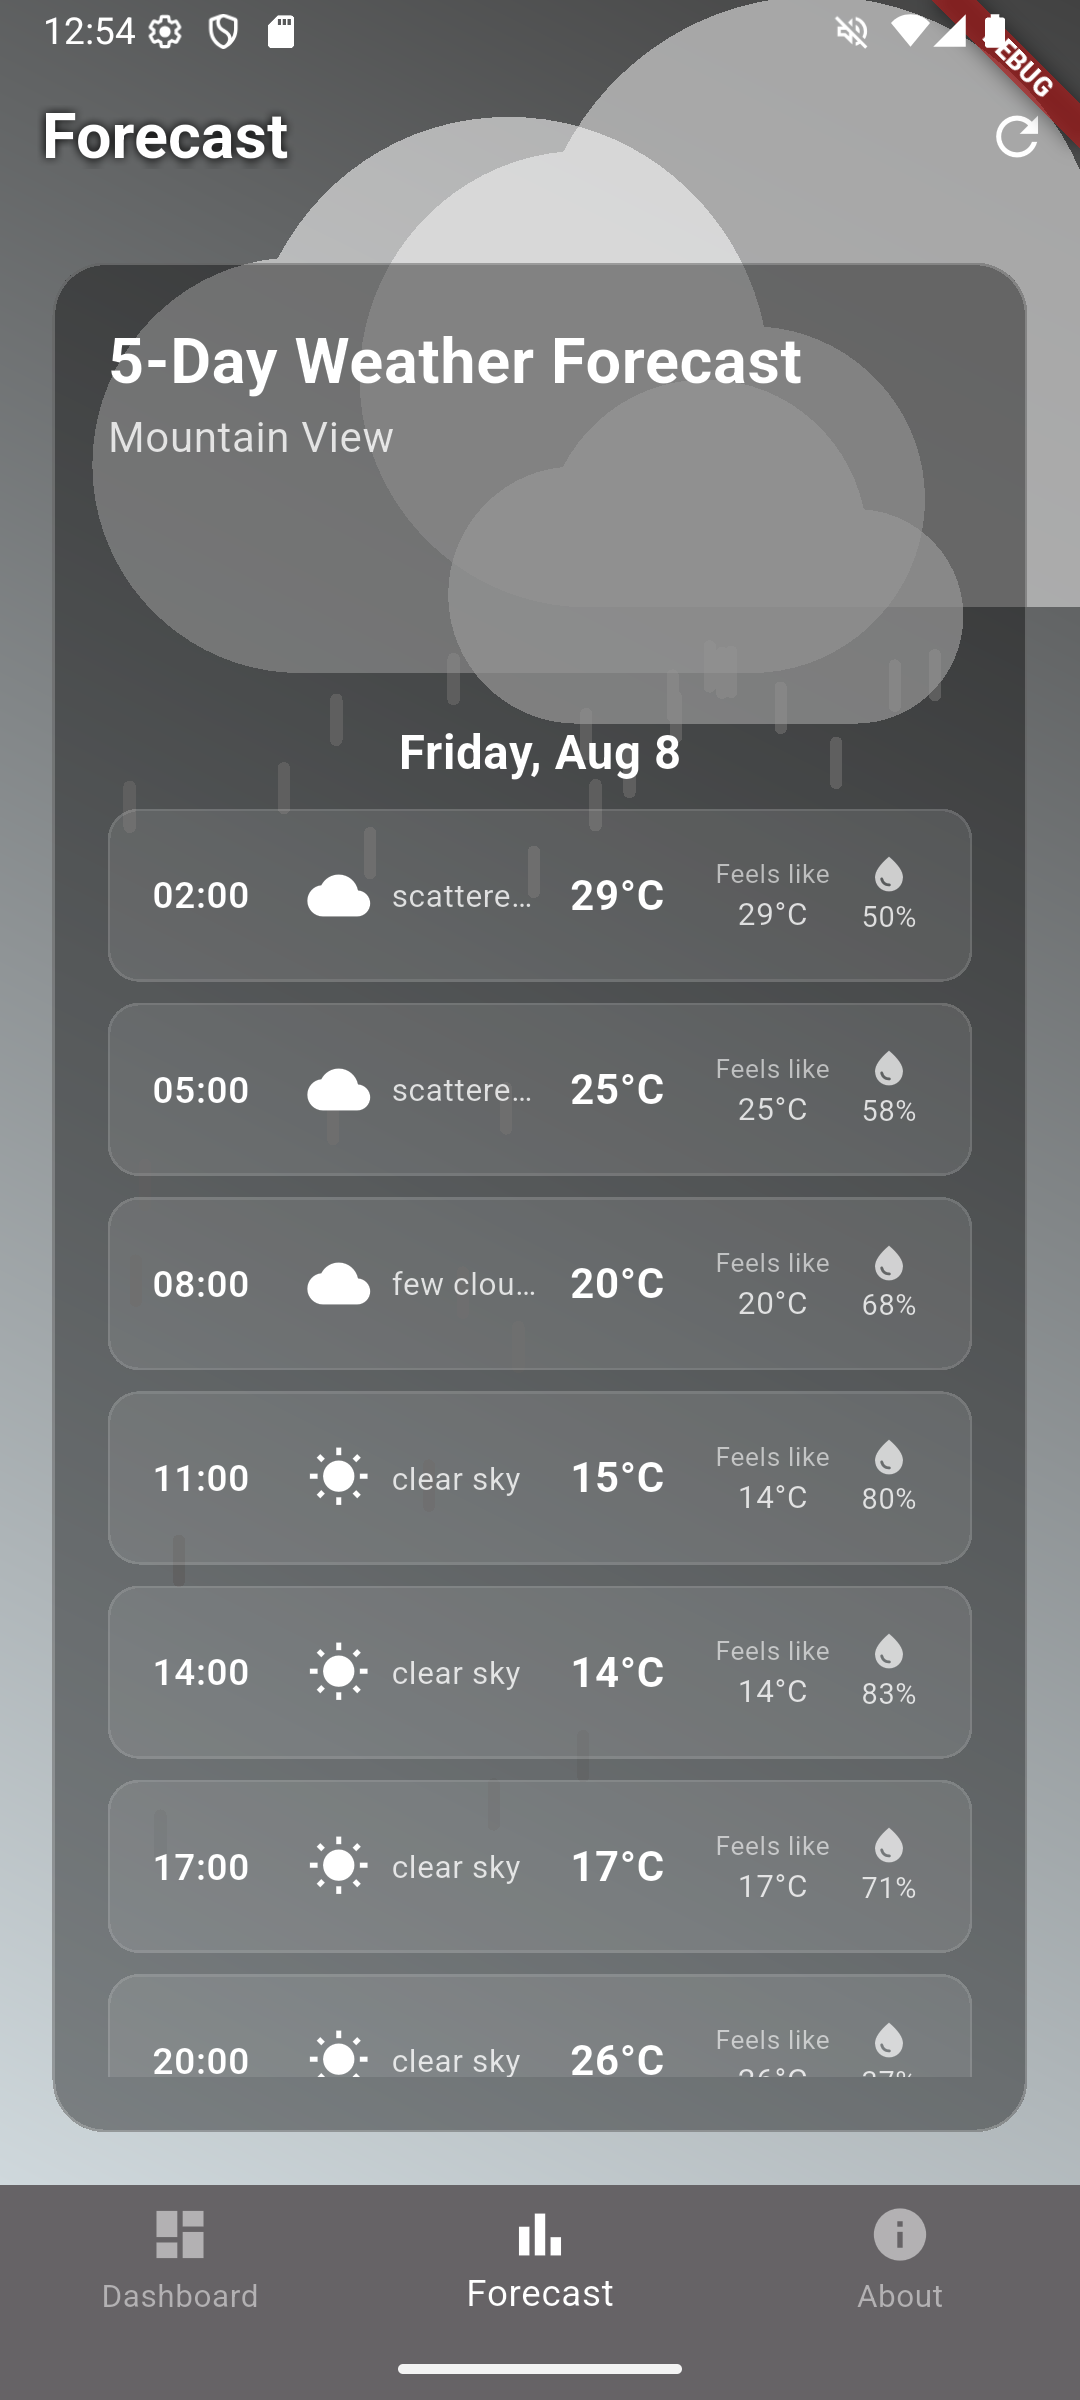 12:54
EBUG
Forecast
5-Day Weather Forecast
Mountain View
Friday, Aug 8
02:00 scattere... 29°C Feels like 29°C 50%
05:00 scattere... 25°C Feels like 25°C 58%
08:00 few clou... 20°C Feels like 20°C 68%
11:00 clear sky 15°C Feels like 14°C 80%
14:00 clear sky 14°C Feels like 14°C 83%
17:00 clear sky 17°C Feels like 17°C 71%
20:00 clear sky 26°C Feels like
Dashboard Forecast About